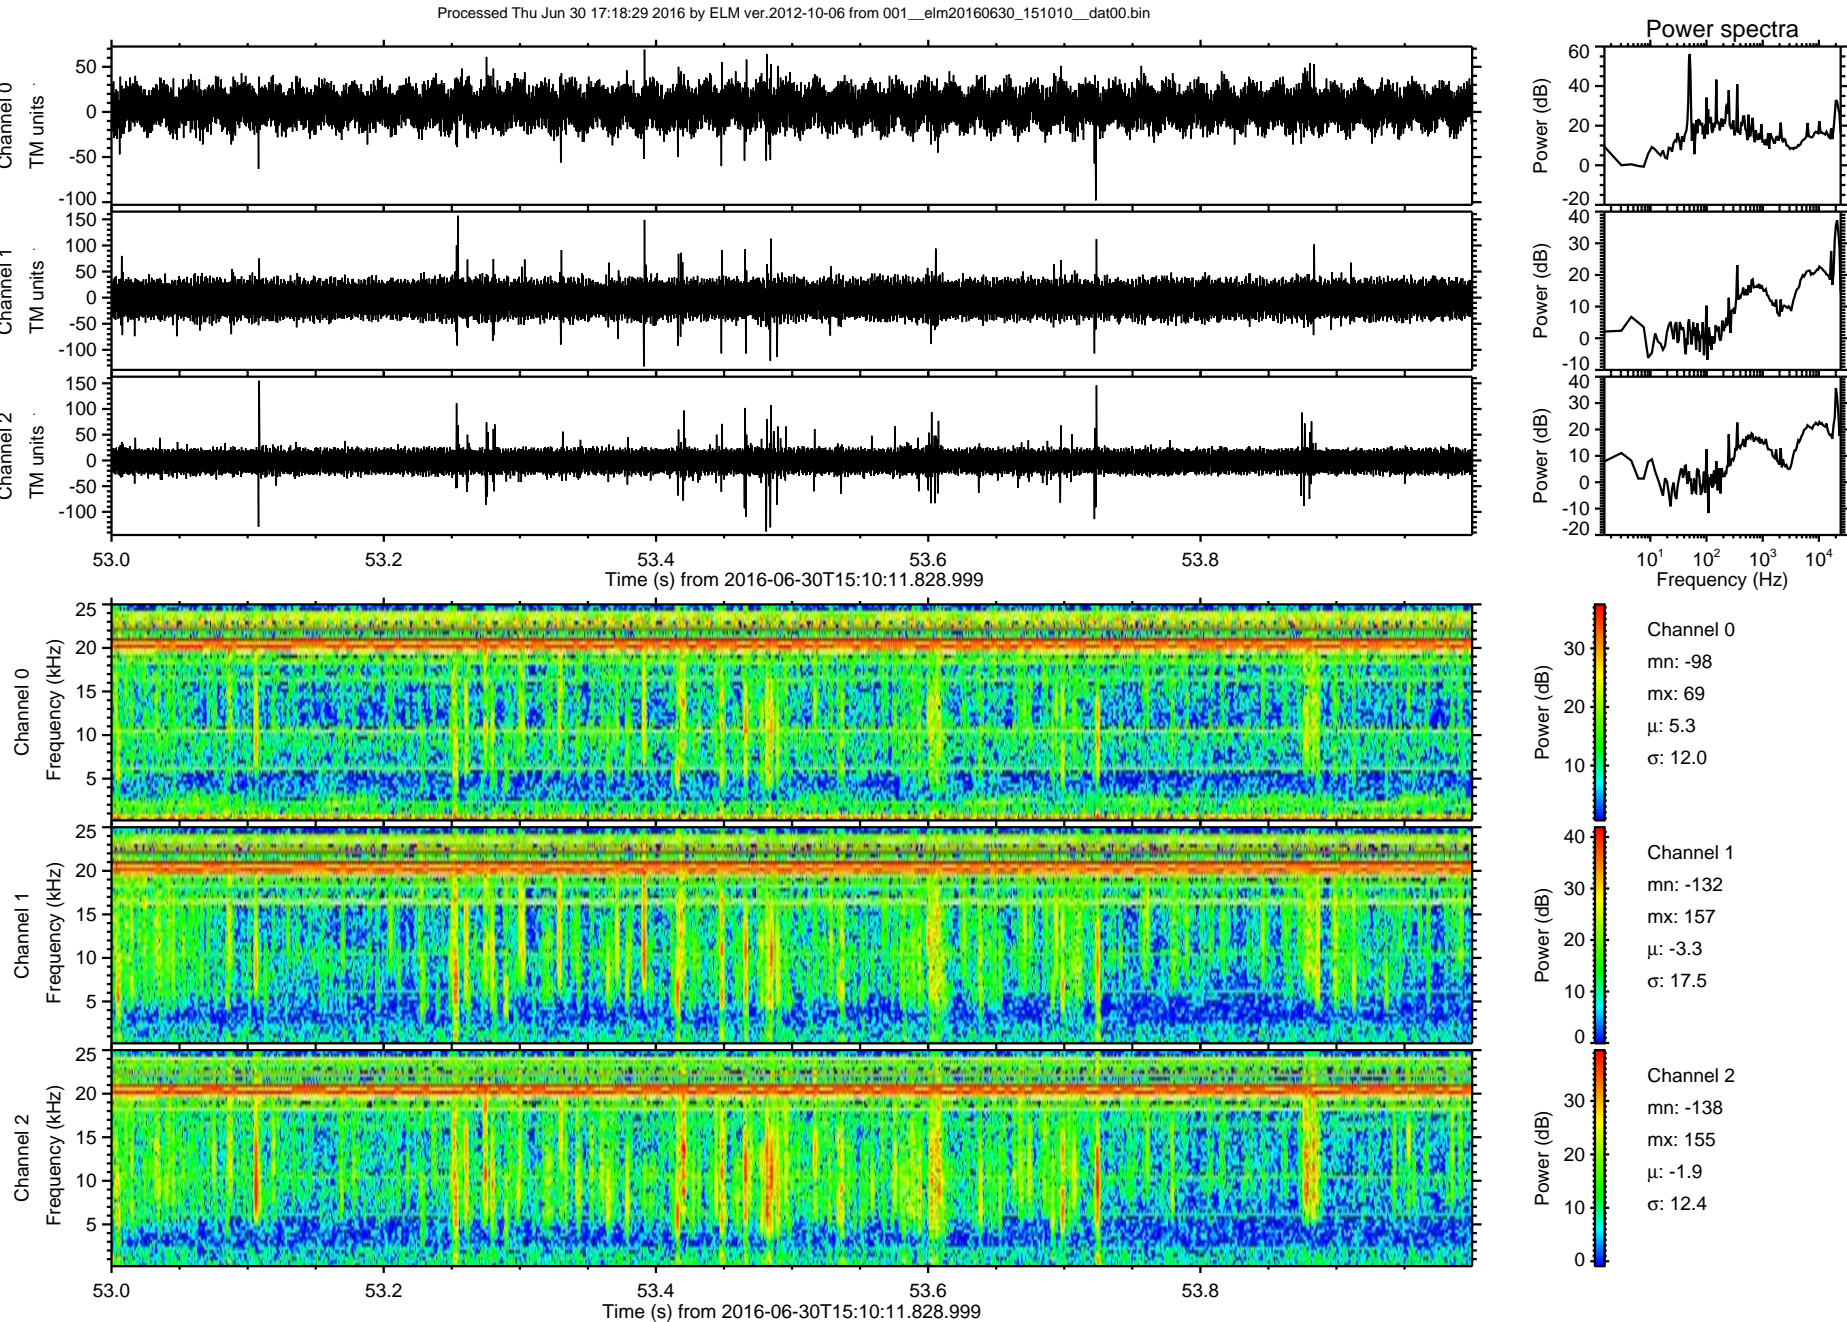 Processed Thu Jun 30 17:18:29 2016 by ELM ver.2012-10-06 from 001__elm20160630_151010__dat00.bin
Power spectra
Channel 0
TM units
50
0
-50
-100
Power (dB)
60
40
20
0
-20
Channel 1
TM units
150
100
50
0
-50
-100
Power (dB)
40
30
20
10
0
-10
Channel 2
TM units
150
100
50
0
-50
-100
Power (dB)
40
30
20
10
0
-10
-20
53.0 53.2 53.4 53.6 53.8
Time (s) from 2016-06-30T15:10:11.828.999
10¹ 10² 10³ 10⁴
Frequency (Hz)
Channel 0
Frequency (kHz)
25
20
15
10
5
Power (dB)
30
20
10
Channel 0
mn: -98
mx: 69
μ: 5.3
σ: 12.0
Channel 1
Frequency (kHz)
25
20
15
10
5
Power (dB)
40
30
20
10
0
Channel 1
mn: -132
mx: 157
μ: -3.3
σ: 17.5
Channel 2
Frequency (kHz)
25
20
15
10
5
Power (dB)
30
20
10
0
Channel 2
mn: -138
mx: 155
μ: -1.9
σ: 12.4
53.0 53.2 53.4 53.6 53.8
Time (s) from 2016-06-30T15:10:11.828.999